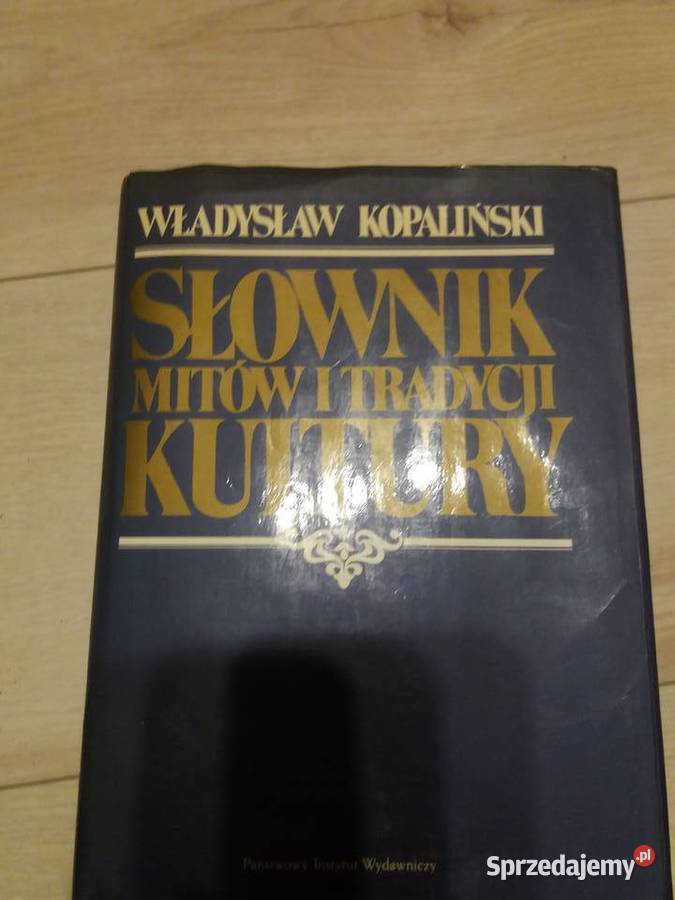 WŁADYSŁAW KOPALIŃSKI
SŁOWNIK
MITÓW I TRADYCJI
KULTURY
Państwowy Instytut Wydawniczy
Sprzedajemy.pl